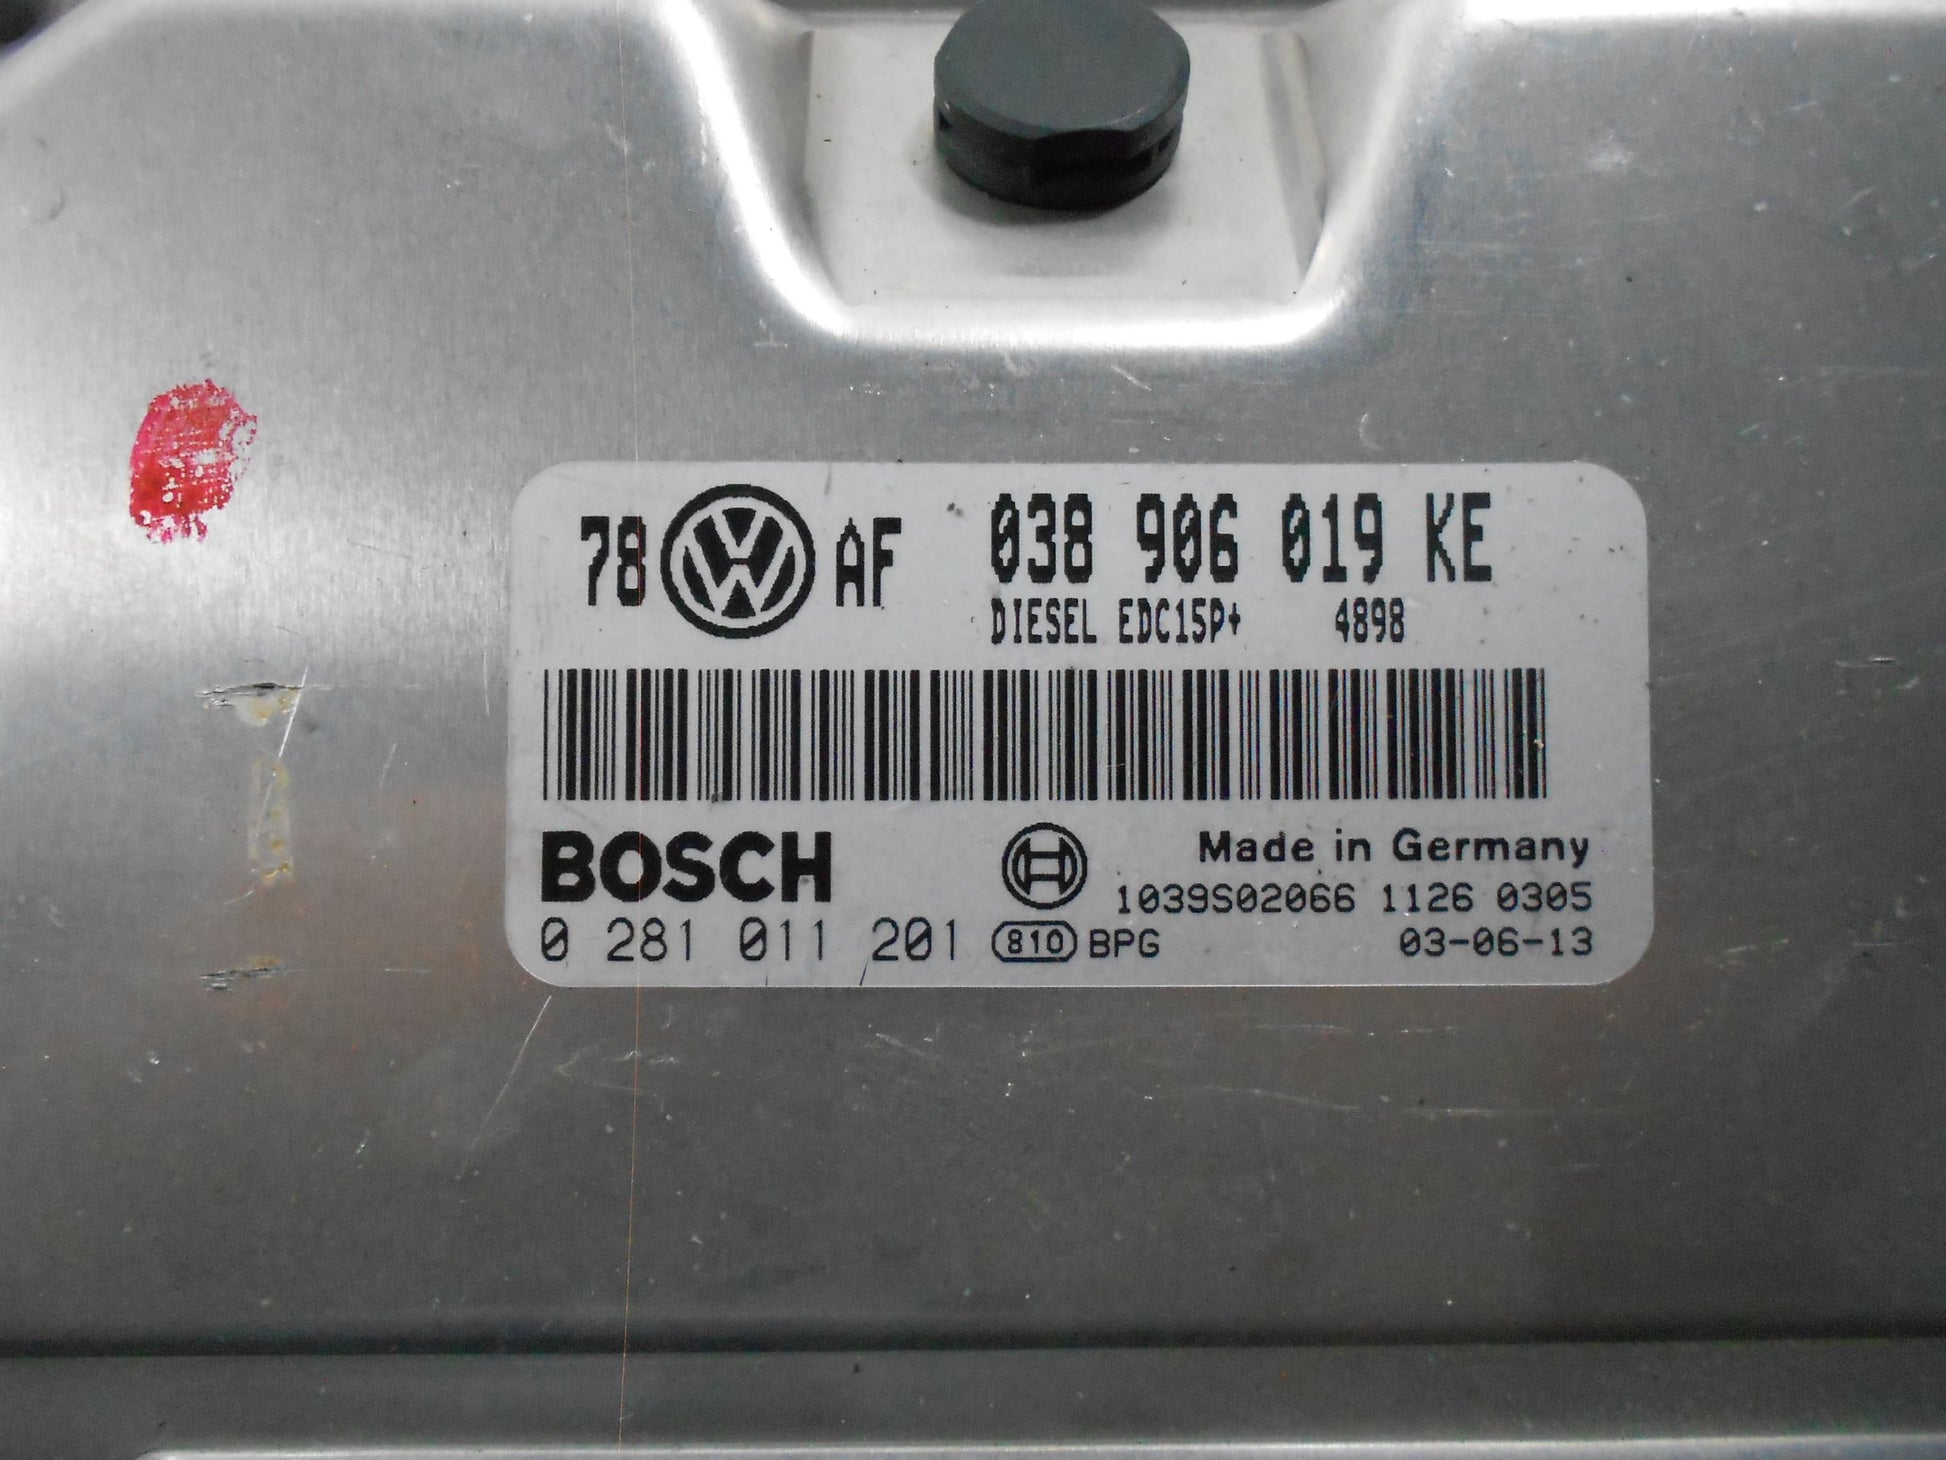 78 VW AF 038 906 019 KE
DIESEL EDC15P+ 4898
BOSCH
Made in Germany
1039S02066 1126 0305
0 281 011 201 810 BPG 03-06-13